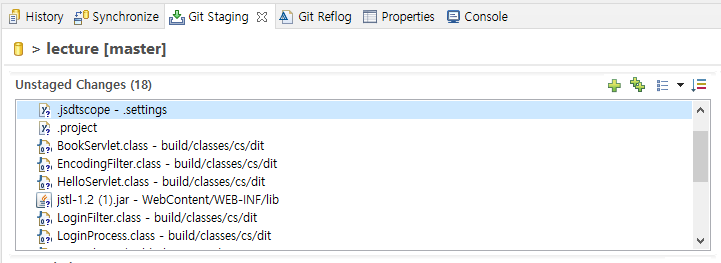 History Synchronize Git Staging Git Reflog Properties Console
> lecture [master]
Unstaged Changes (18)
.jsdtscope - .settings
.project
BookServlet.class - build/classes/cs/dit
EncodingFilter.class - build/classes/cs/dit
HelloServlet.class - build/classes/cs/dit
jstl-1.2 (1).jar - WebContent/WEB-INF/lib
LoginFilter.class - build/classes/cs/dit
LoginProcess.class - build/classes/cs/dit